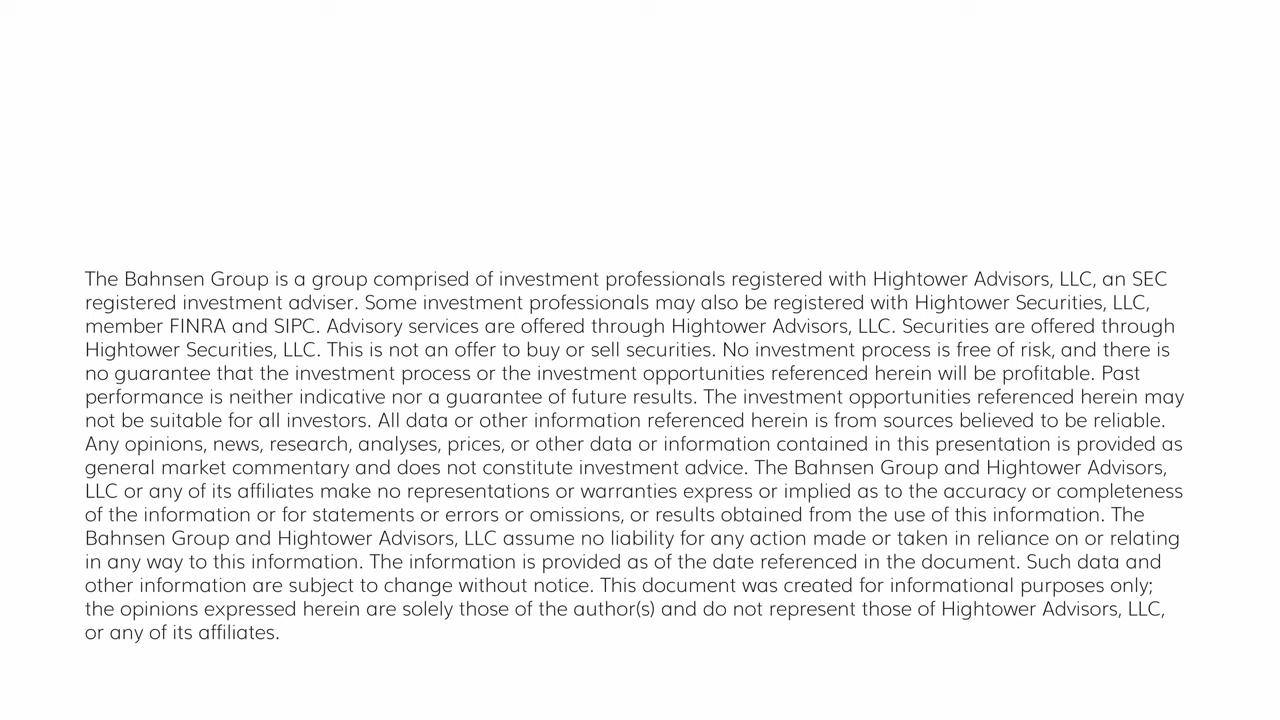 The Bahnsen Group is a group comprised of investment professionals registered with Hightower Advisors, LLC, an SEC
registered investment adviser. Some investment professionals may also be registered with Hightower Securities, LLC,
member FINRA and SIPC. Advisory services are offered through Hightower Advisors, LLC. Securities are offered through
Hightower Securities, LLC. This is not an offer to buy or sell securities. No investment process is free of risk, and there is
no guarantee that the investment process or the investment opportunities referenced herein will be profitable. Past
performance is neither indicative nor a guarantee of future results. The investment opportunities referenced herein may
not be suitable for all investors. All data or other information referenced herein is from sources believed to be reliable.
Any opinions, news, research, analyses, prices, or other data or information contained in this presentation is provided as
general market commentary and does not constitute investment advice. The Bahnsen Group and Hightower Advisors,
LLC or any of its affiliates make no representations or warranties express or implied as to the accuracy or completeness
of the information or for statements or errors or omissions, or results obtained from the use of this information. The
Bahnsen Group and Hightower Advisors, LLC assume no liability for any action made or taken in reliance on or relating
in any way to this information. The information is provided as of the date referenced in the document. Such data and
other information are subject to change without notice. This document was created for informational purposes only;
the opinions expressed herein are solely those of the author(s) and do not represent those of Hightower Advisors, LLC,
or any of its affiliates.